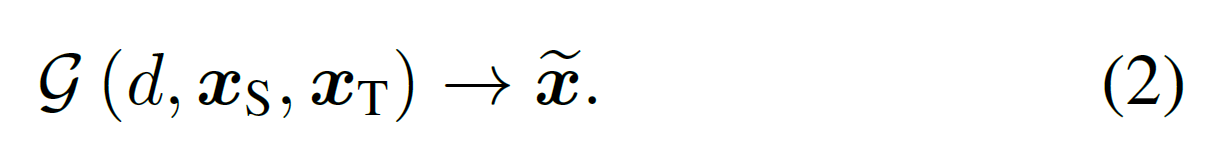 𝒢 (d, 𝒙_S, 𝒙_T) → 𝒙̃. (2)